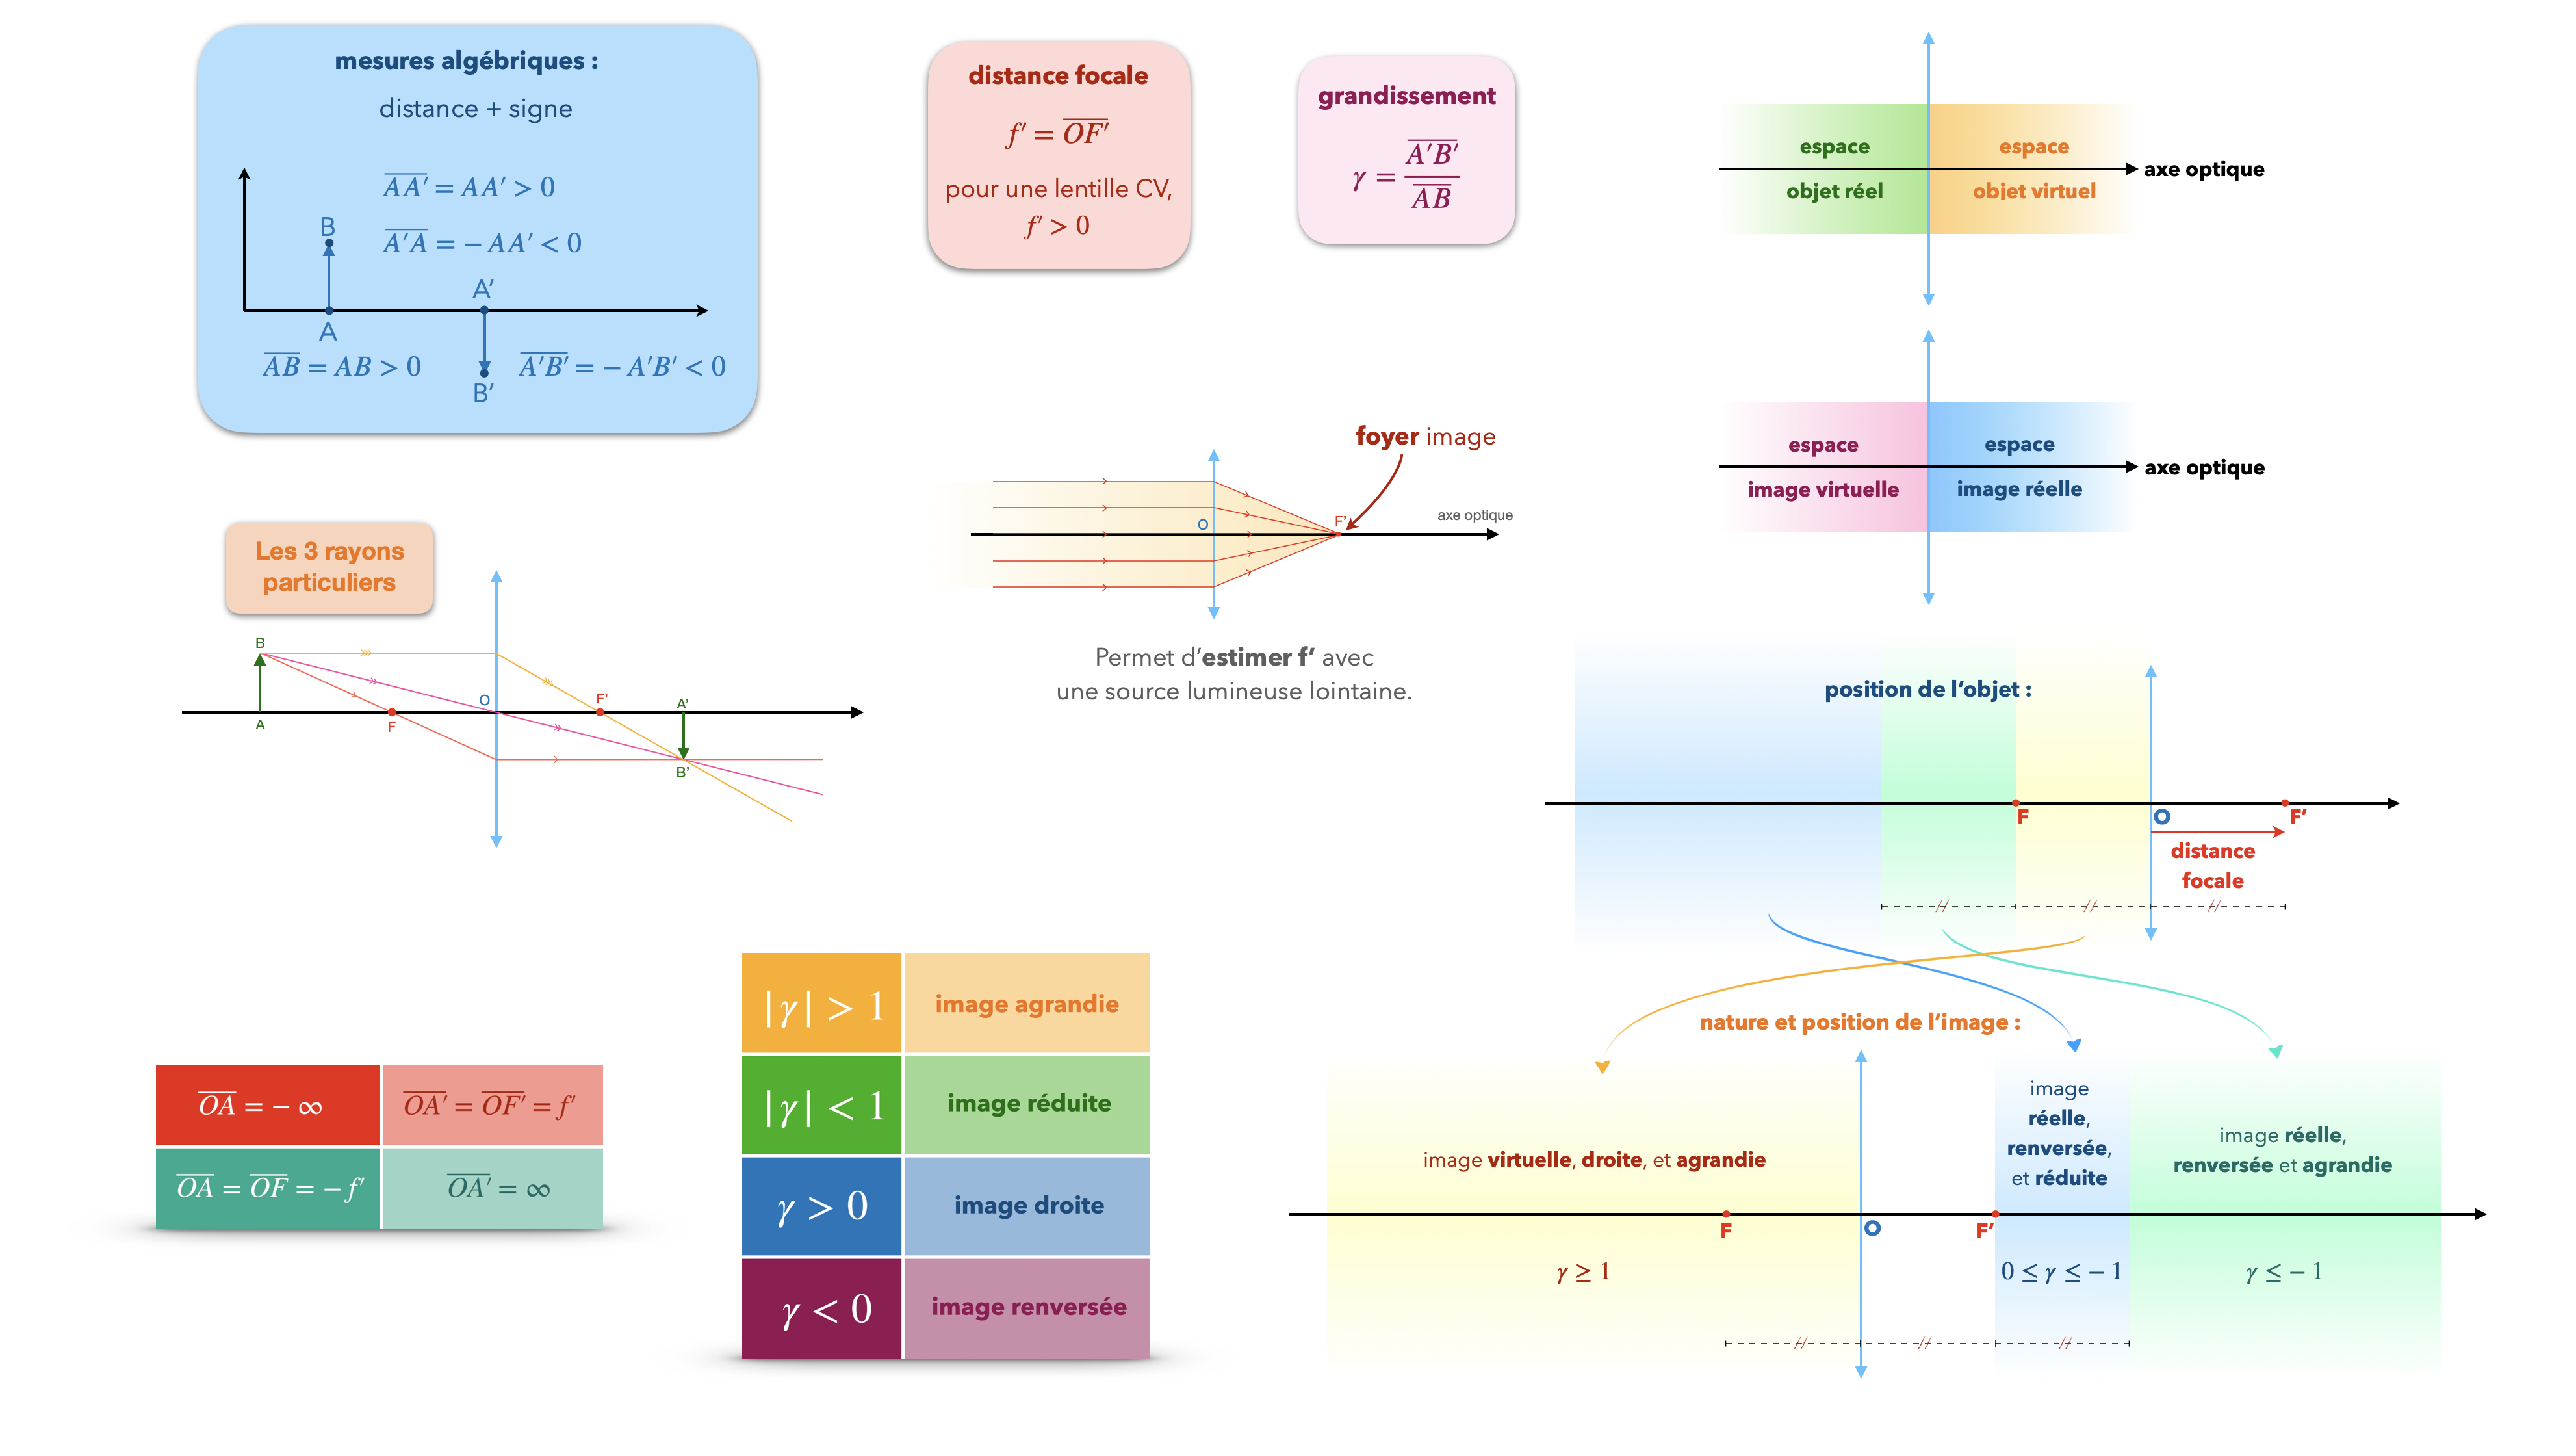 mesures algébriques :
distance + signe
$\overline{AA'} = AA' > 0$
$\overline{A'A} = - AA' < 0$
B
A'
A
$\overline{AB} = AB > 0$
$\overline{A'B'} = - A'B' < 0$
B'
distance focale
$f' = \overline{OF'}$
pour une lentille CV,
$f' > 0$
grandissement
$\gamma = \dfrac{\overline{A'B'}}{\overline{AB}}$
espace
objet réel
espace
objet virtuel
axe optique
espace
image virtuelle
espace
image réelle
axe optique
foyer image
O
F'
axe optique
Permet d'estimer f' avec
une source lumineuse lointaine.
Les 3 rayons
particuliers
B
A
F
O
F'
A'
B'
position de l'objet :
F
O
F'
distance
focale
nature et position de l'image :
image virtuelle, droite, et agrandie
image
réelle,
renversée,
et réduite
image réelle,
renversée et agrandie
F
O
F'
$\gamma \geq 1$
$0 \leq \gamma \leq - 1$
$\gamma \leq - 1$
$\overline{OA} = - \infty$
$\overline{OA'} = \overline{OF'} = f'$
$\overline{OA} = \overline{OF} = - f'$
$\overline{OA'} = \infty$
$|\gamma| > 1$
image agrandie
$|\gamma| < 1$
image réduite
$\gamma > 0$
image droite
$\gamma < 0$
image renversée